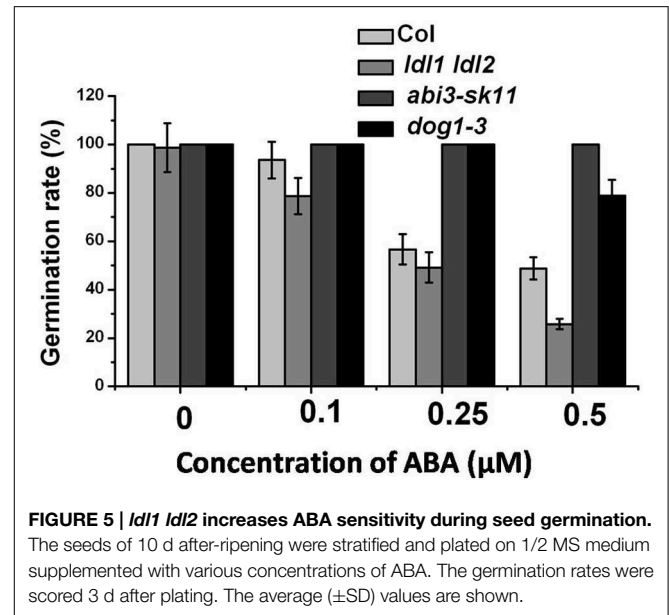 Col
ldl1 ldl2
abi3-sk11
dog1-3
Germination rate (%)
120
100
80
60
40
20
0
0 0.1 0.25 0.5
Concentration of ABA (µM)
FIGURE 5 | ldl1 ldl2 increases ABA sensitivity during seed germination.
The seeds of 10 d after-ripening were stratified and plated on 1/2 MS medium
supplemented with various concentrations of ABA. The germination rates were
scored 3 d after plating. The average (±SD) values are shown.